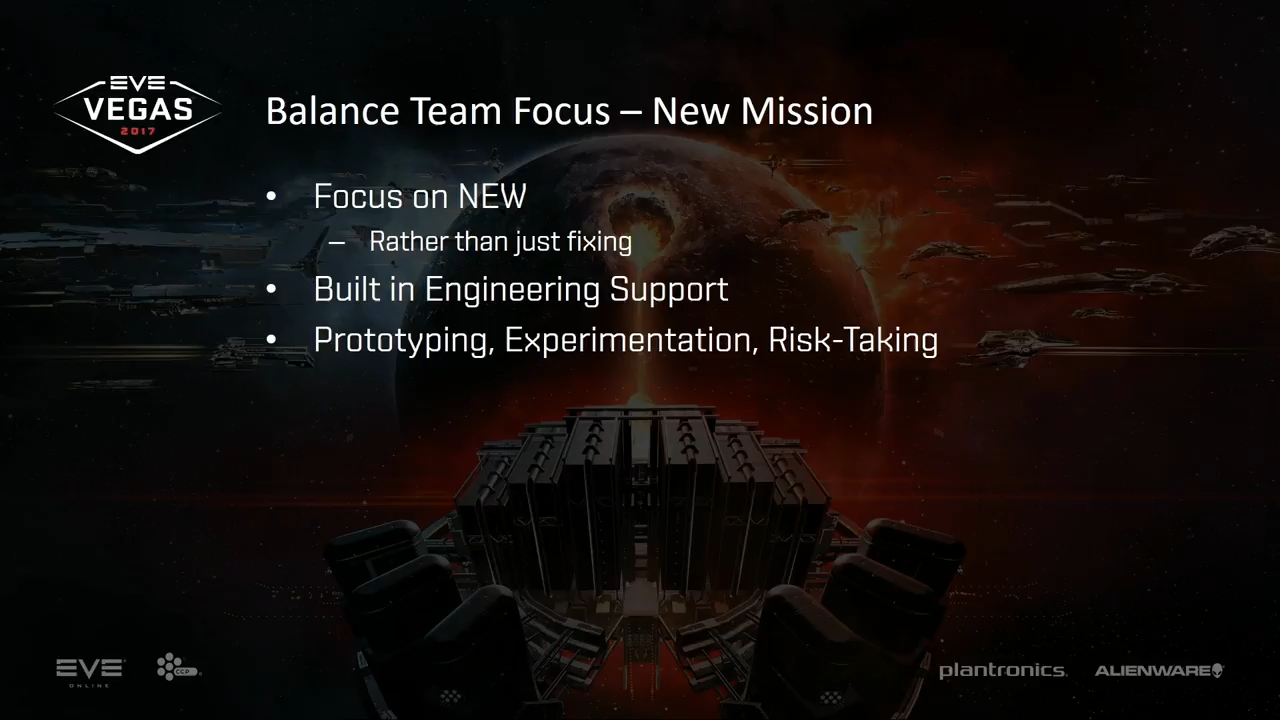 EVE
VEGAS
2017
Balance Team Focus – New Mission
• Focus on NEW
– Rather than just fixing
• Built in Engineering Support
• Prototyping, Experimentation, Risk-Taking
EVE
ONLINE
CCP
plantronics.
ALIENWARE